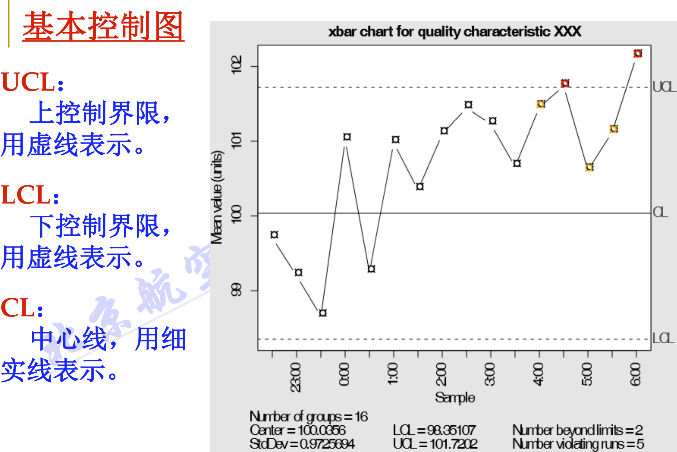 基本控制图
UCL：
上控制界限，
用虚线表示。
LCL：
下控制界限，
用虚线表示。
CL：
中心线，用细
实线表示。
北京航空
xbar chart for quality characteristic XXX
Mean value (units)
102
101
100
99
UCL
CL
LCL
23:00
0:00
1:00
2:00
3:00
4:00
5:00
6:00
Sample
Number of groups = 16
Center = 100.0356
StdDev = 0.9725694
LCL = 98.35107
UCL = 101.7202
Number beyond limits = 2
Number violating runs = 5